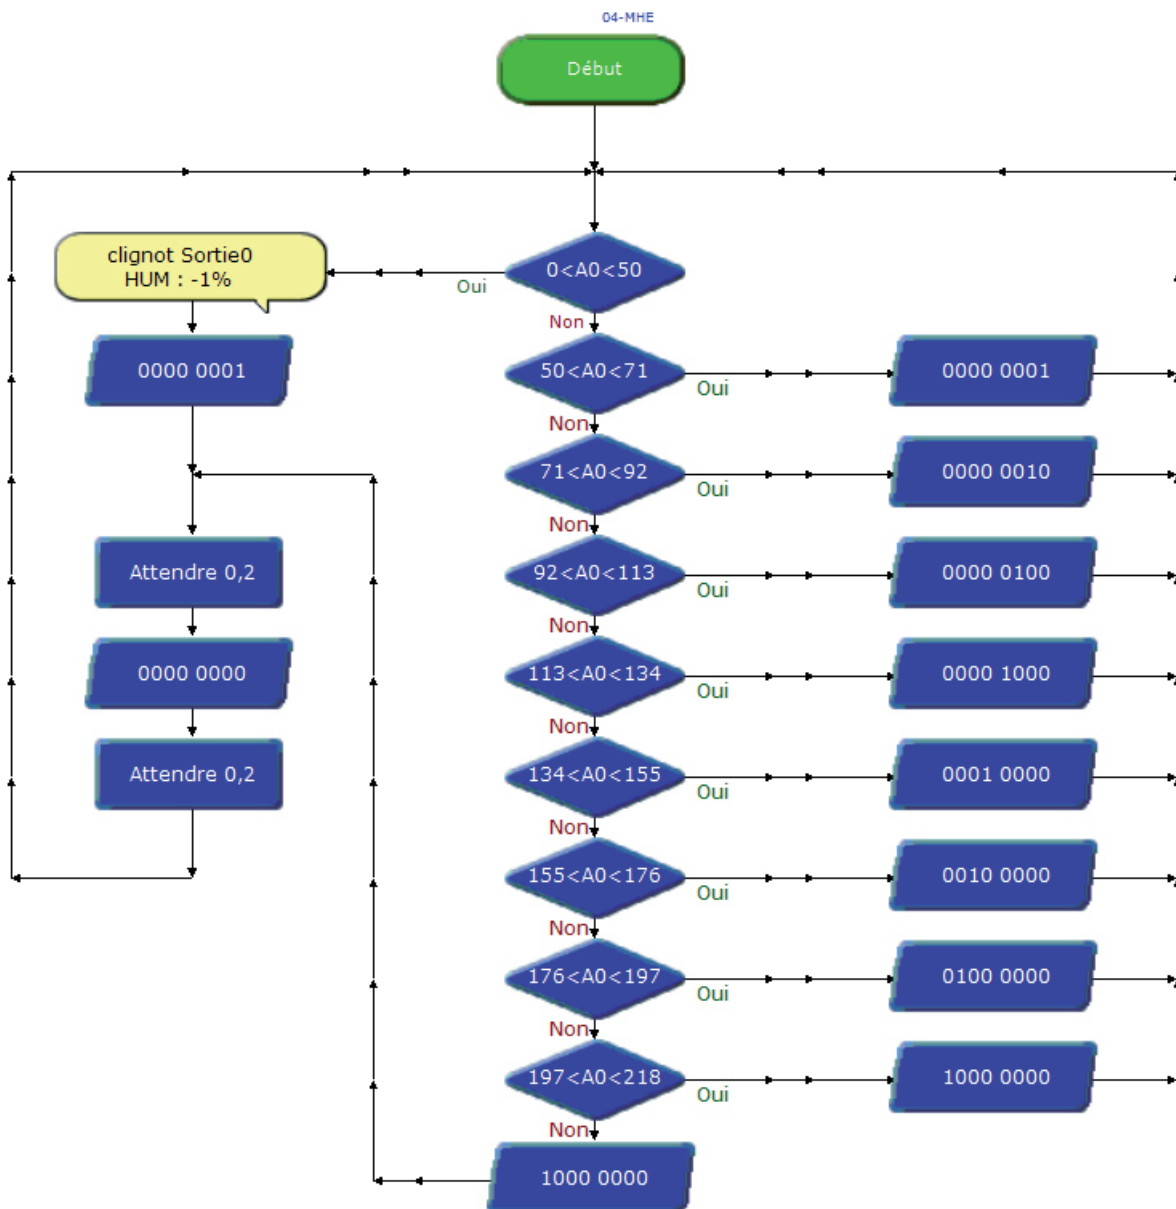 04-MHE
Début
clignot Sortie0
HUM : -1%
0<A0<50
Oui
Non
0000 0001
50<A0<71
Oui
0000 0001
Non
71<A0<92
Oui
0000 0010
Non
Attendre 0,2
92<A0<113
Oui
0000 0100
Non
0000 0000
113<A0<134
Oui
0000 1000
Non
Attendre 0,2
134<A0<155
Oui
0001 0000
Non
155<A0<176
Oui
0010 0000
Non
176<A0<197
Oui
0100 0000
Non
197<A0<218
Oui
1000 0000
Non
1000 0000